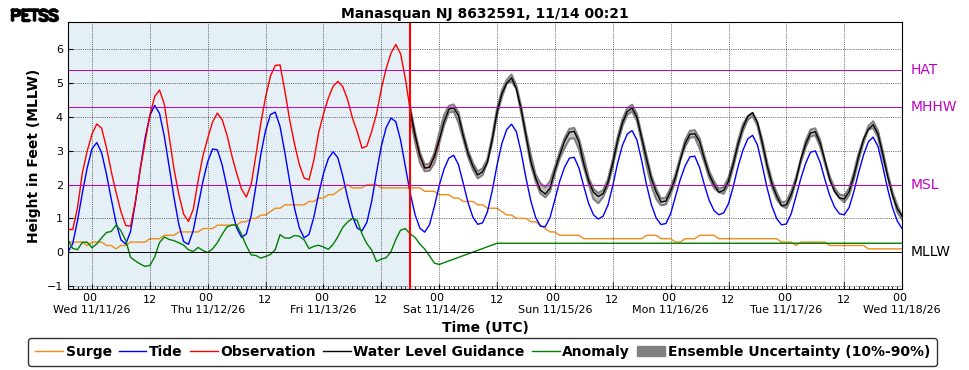 PETSS
Manasquan NJ 8632591, 11/14 00:21
Height in Feet (MLLW)
6
5
4
3
2
1
0
−1
HAT
MHHW
MSL
MLLW
00 12 00 12 00 12 00 12 00 12 00 12 00 12 00
Wed 11/11/26 Thu 11/12/26 Fri 11/13/26 Sat 11/14/26 Sun 11/15/26 Mon 11/16/26 Tue 11/17/26 Wed 11/18/26
Time (UTC)
Surge Tide Observation Water Level Guidance Anomaly Ensemble Uncertainty (10%-90%)